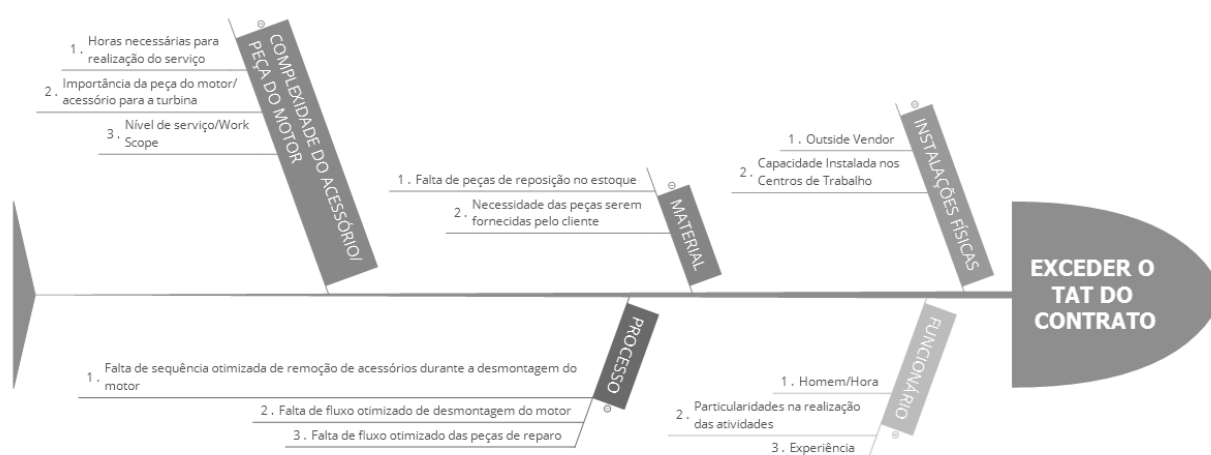 COMPLEXIDADE DO ACESSÓRIO/
PEÇA DO MOTOR
1 . Horas necessárias para
realização do serviço
2 . Importância da peça do motor/
acessório para a turbina
3 . Nível de serviço/Work
Scope
MATERIAL
1 . Falta de peças de reposição no estoque
2 . Necessidade das peças serem
fornecidas pelo cliente
INSTALAÇÕES FÍSICAS
1 . Outside Vendor
2 . Capacidade Instalada nos
Centros de Trabalho
EXCEDER O
TAT DO
CONTRATO
PROCESSO
1 . Falta de sequência otimizada de remoção de acessórios durante a desmontagem do
motor
2 . Falta de fluxo otimizado de desmontagem do motor
3 . Falta de fluxo otimizado das peças de reparo
FUNCIONÁRIO
1 . Homem/Hora
2 . Particularidades na realização
das atividades
3 . Experiência